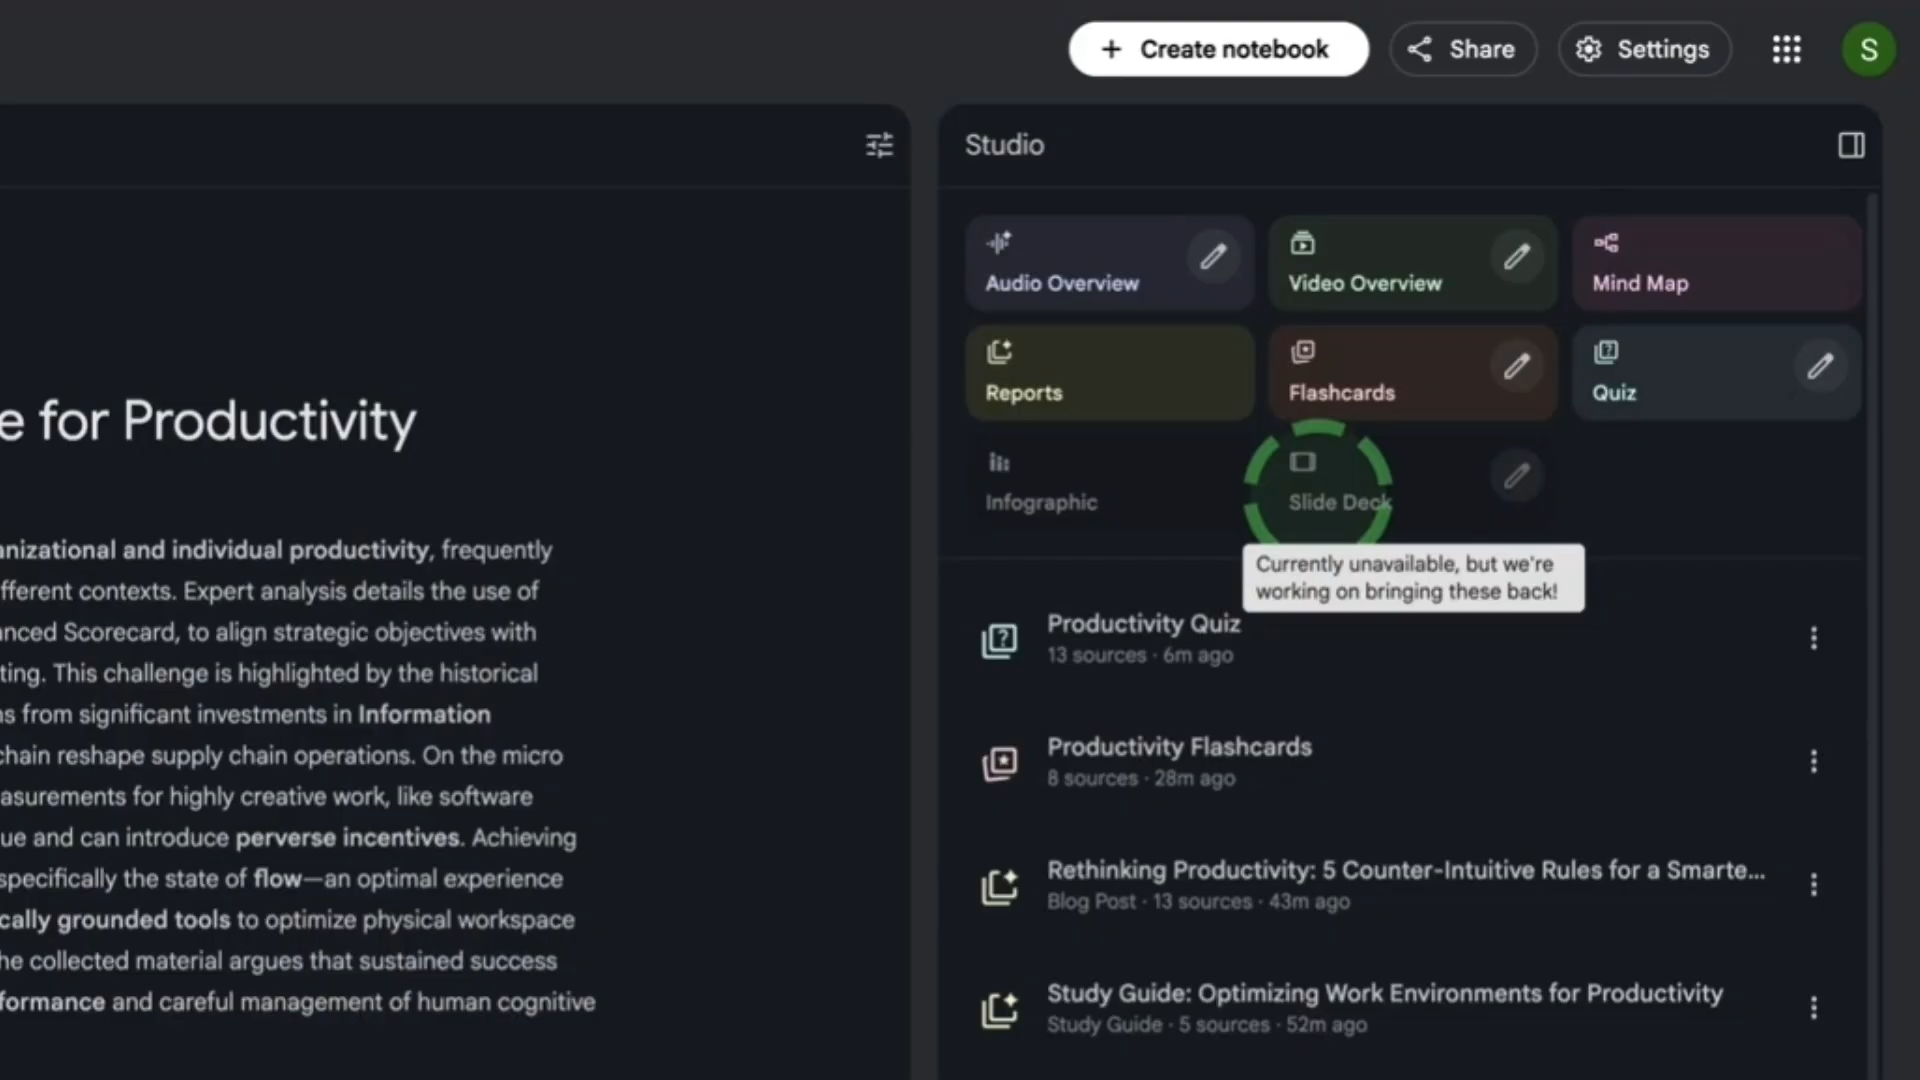 Create notebook
Share
Settings
S
Studio
Audio Overview
Video Overview
Mind Map
Reports
Flashcards
Quiz
Infographic
Slide Deck
Currently unavailable, but we're
working on bringing these back!
e for Productivity
anizational and individual productivity, frequently
fferent contexts. Expert analysis details the use of
anced Scorecard, to align strategic objectives with
ting. This challenge is highlighted by the historical
ns from significant investments in Information
chain reshape supply chain operations. On the micro
asurements for highly creative work, like software
ue and can introduce perverse incentives. Achieving
specifically the state of flow—an optimal experience
cally grounded tools to optimize physical workspace
he collected material argues that sustained success
formance and careful management of human cognitive
Productivity Quiz
13 sources · 6m ago
Productivity Flashcards
8 sources · 28m ago
Rethinking Productivity: 5 Counter-Intuitive Rules for a Smarte...
Blog Post · 13 sources · 43m ago
Study Guide: Optimizing Work Environments for Productivity
Study Guide · 5 sources · 52m ago